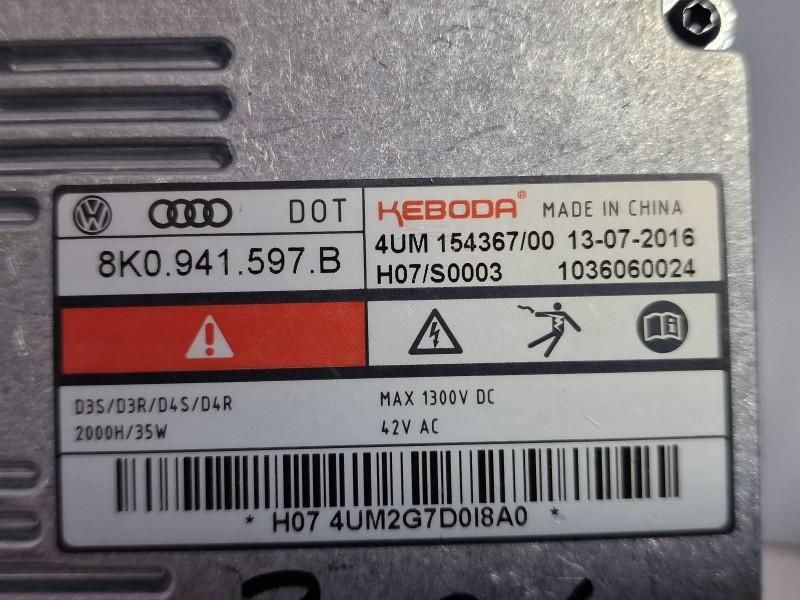 DOT
8K0.941.597.B
KEBODA® MADE IN CHINA
4UM 154367/00 13-07-2016
H07/S0003 1036060024
D3S/D3R/D4S/D4R
2000H/35W
MAX 1300V DC
42V AC
* H07 4UM2G7D0I8A0 *